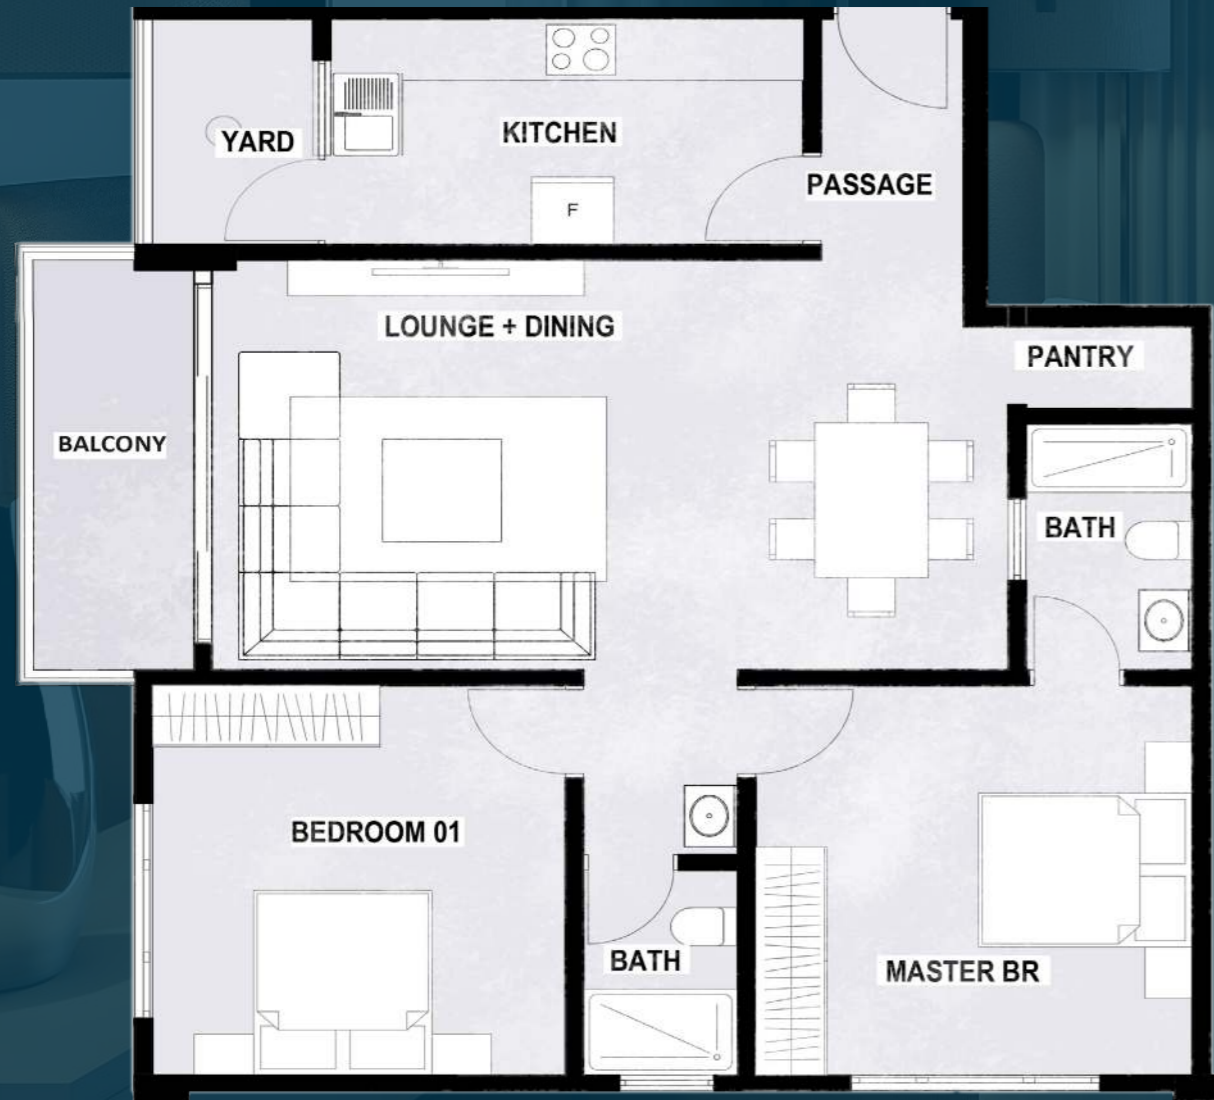 YARD
KITCHEN
PASSAGE
F
LOUNGE + DINING
PANTRY
BALCONY
BATH
BEDROOM 01
BATH
MASTER BR